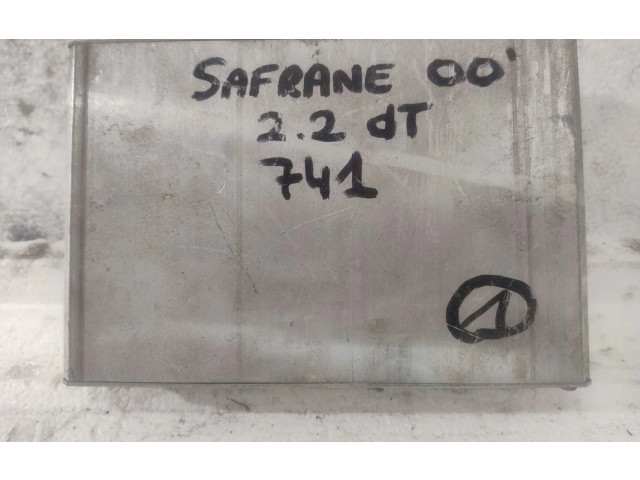 SAFRANE 00'
2.2 dT
741
1